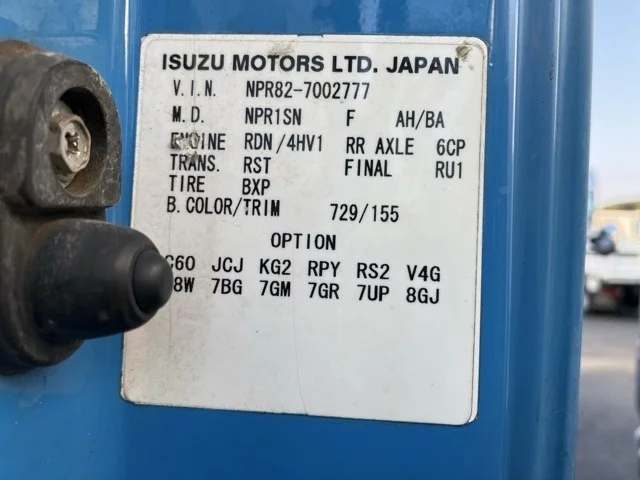 ISUZU MOTORS LTD. JAPAN
V.I.N. NPR82-7002777
M.D. NPR1SN F AH/BA
ENGINE RDN/4HV1 RR AXLE 6CP
TRANS. RST FINAL RU1
TIRE BXP
B.COLOR/TRIM 729/155
OPTION
JCJ KG2 RPY RS2 V4G
7BG 7GM 7GR 7UP 8GJ